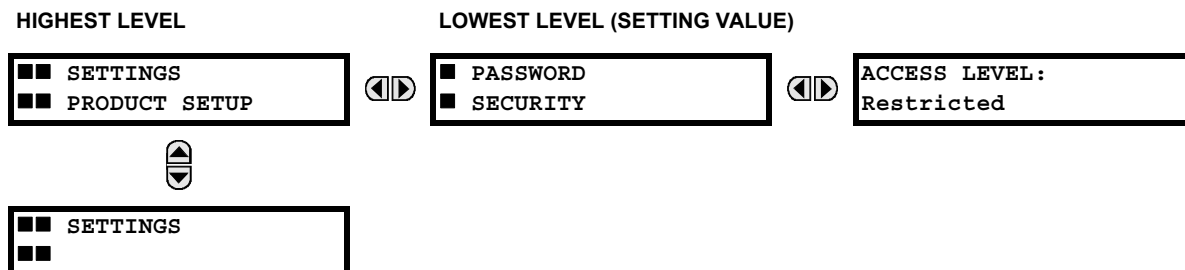 HIGHEST LEVEL
LOWEST LEVEL (SETTING VALUE)
■■ SETTINGS
■■ PRODUCT SETUP
■ PASSWORD
■ SECURITY
ACCESS LEVEL:
Restricted
■■ SETTINGS
■■